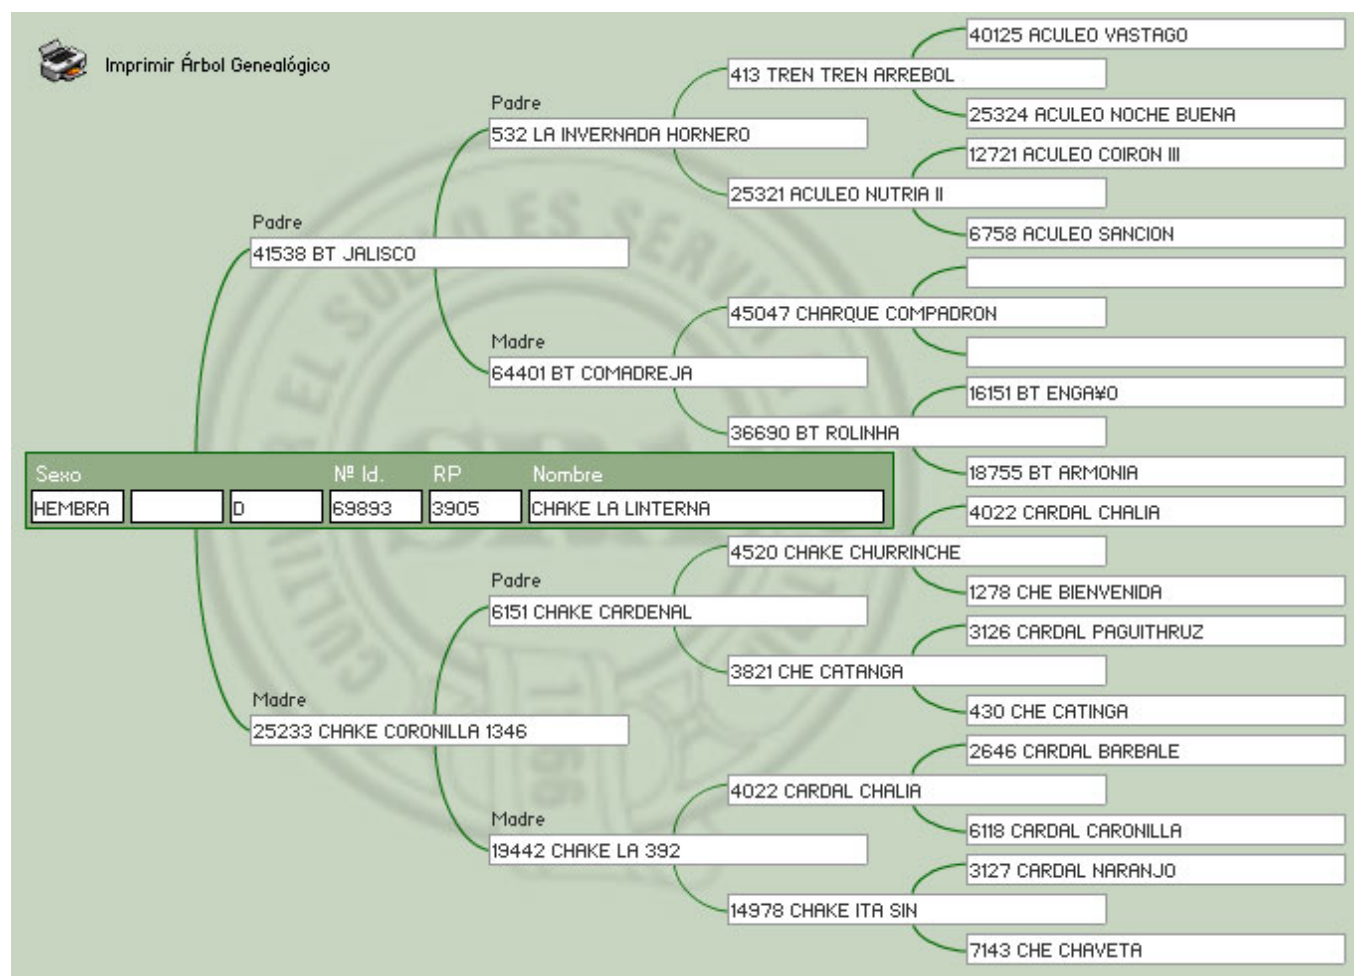 Imprimir Árbol Genealógico
40125 ACULEO VASTAGO
413 TREN TREN ARREBOL
Padre
25324 ACULEO NOCHE BUENA
532 LA INVERNADA HORNERO
12721 ACULEO COIRON III
25321 ACULEO NUTRIA II
Padre
6758 ACULEO SANCION
41538 BT JALISCO
45047 CHARQUE COMPADRON
Madre
64401 BT COMADREJA
16151 BT ENGA¥O
36690 BT ROLINHA
18755 BT ARMONIA
Sexo Nº Id. RP Nombre
HEMBRA D 69893 3905 CHAKE LA LINTERNA
4022 CARDAL CHALIA
4520 CHAKE CHURRINCHE
Padre
1278 CHE BIENVENIDA
6151 CHAKE CARDENAL
3126 CARDAL PAGUITHRUZ
3821 CHE CATANGA
Madre
430 CHE CATINGA
25233 CHAKE CORONILLA 1346
2646 CARDAL BARBALE
4022 CARDAL CHALIA
Madre
6118 CARDAL CARONILLA
19442 CHAKE LA 392
3127 CARDAL NARANJO
14978 CHAKE ITA SIN
7143 CHE CHAVETA